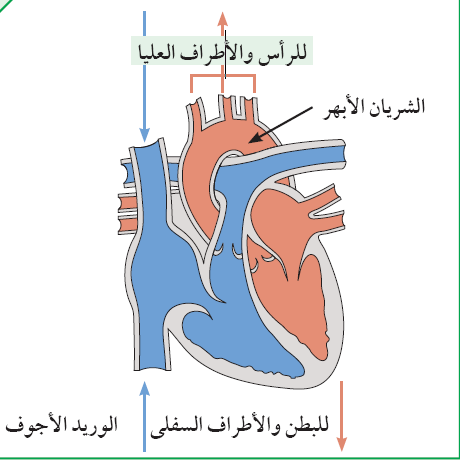 للرأس والأطراف العليا
الشريان الأبهر
للبطن والأطراف السفلى
الوريد الأجوف